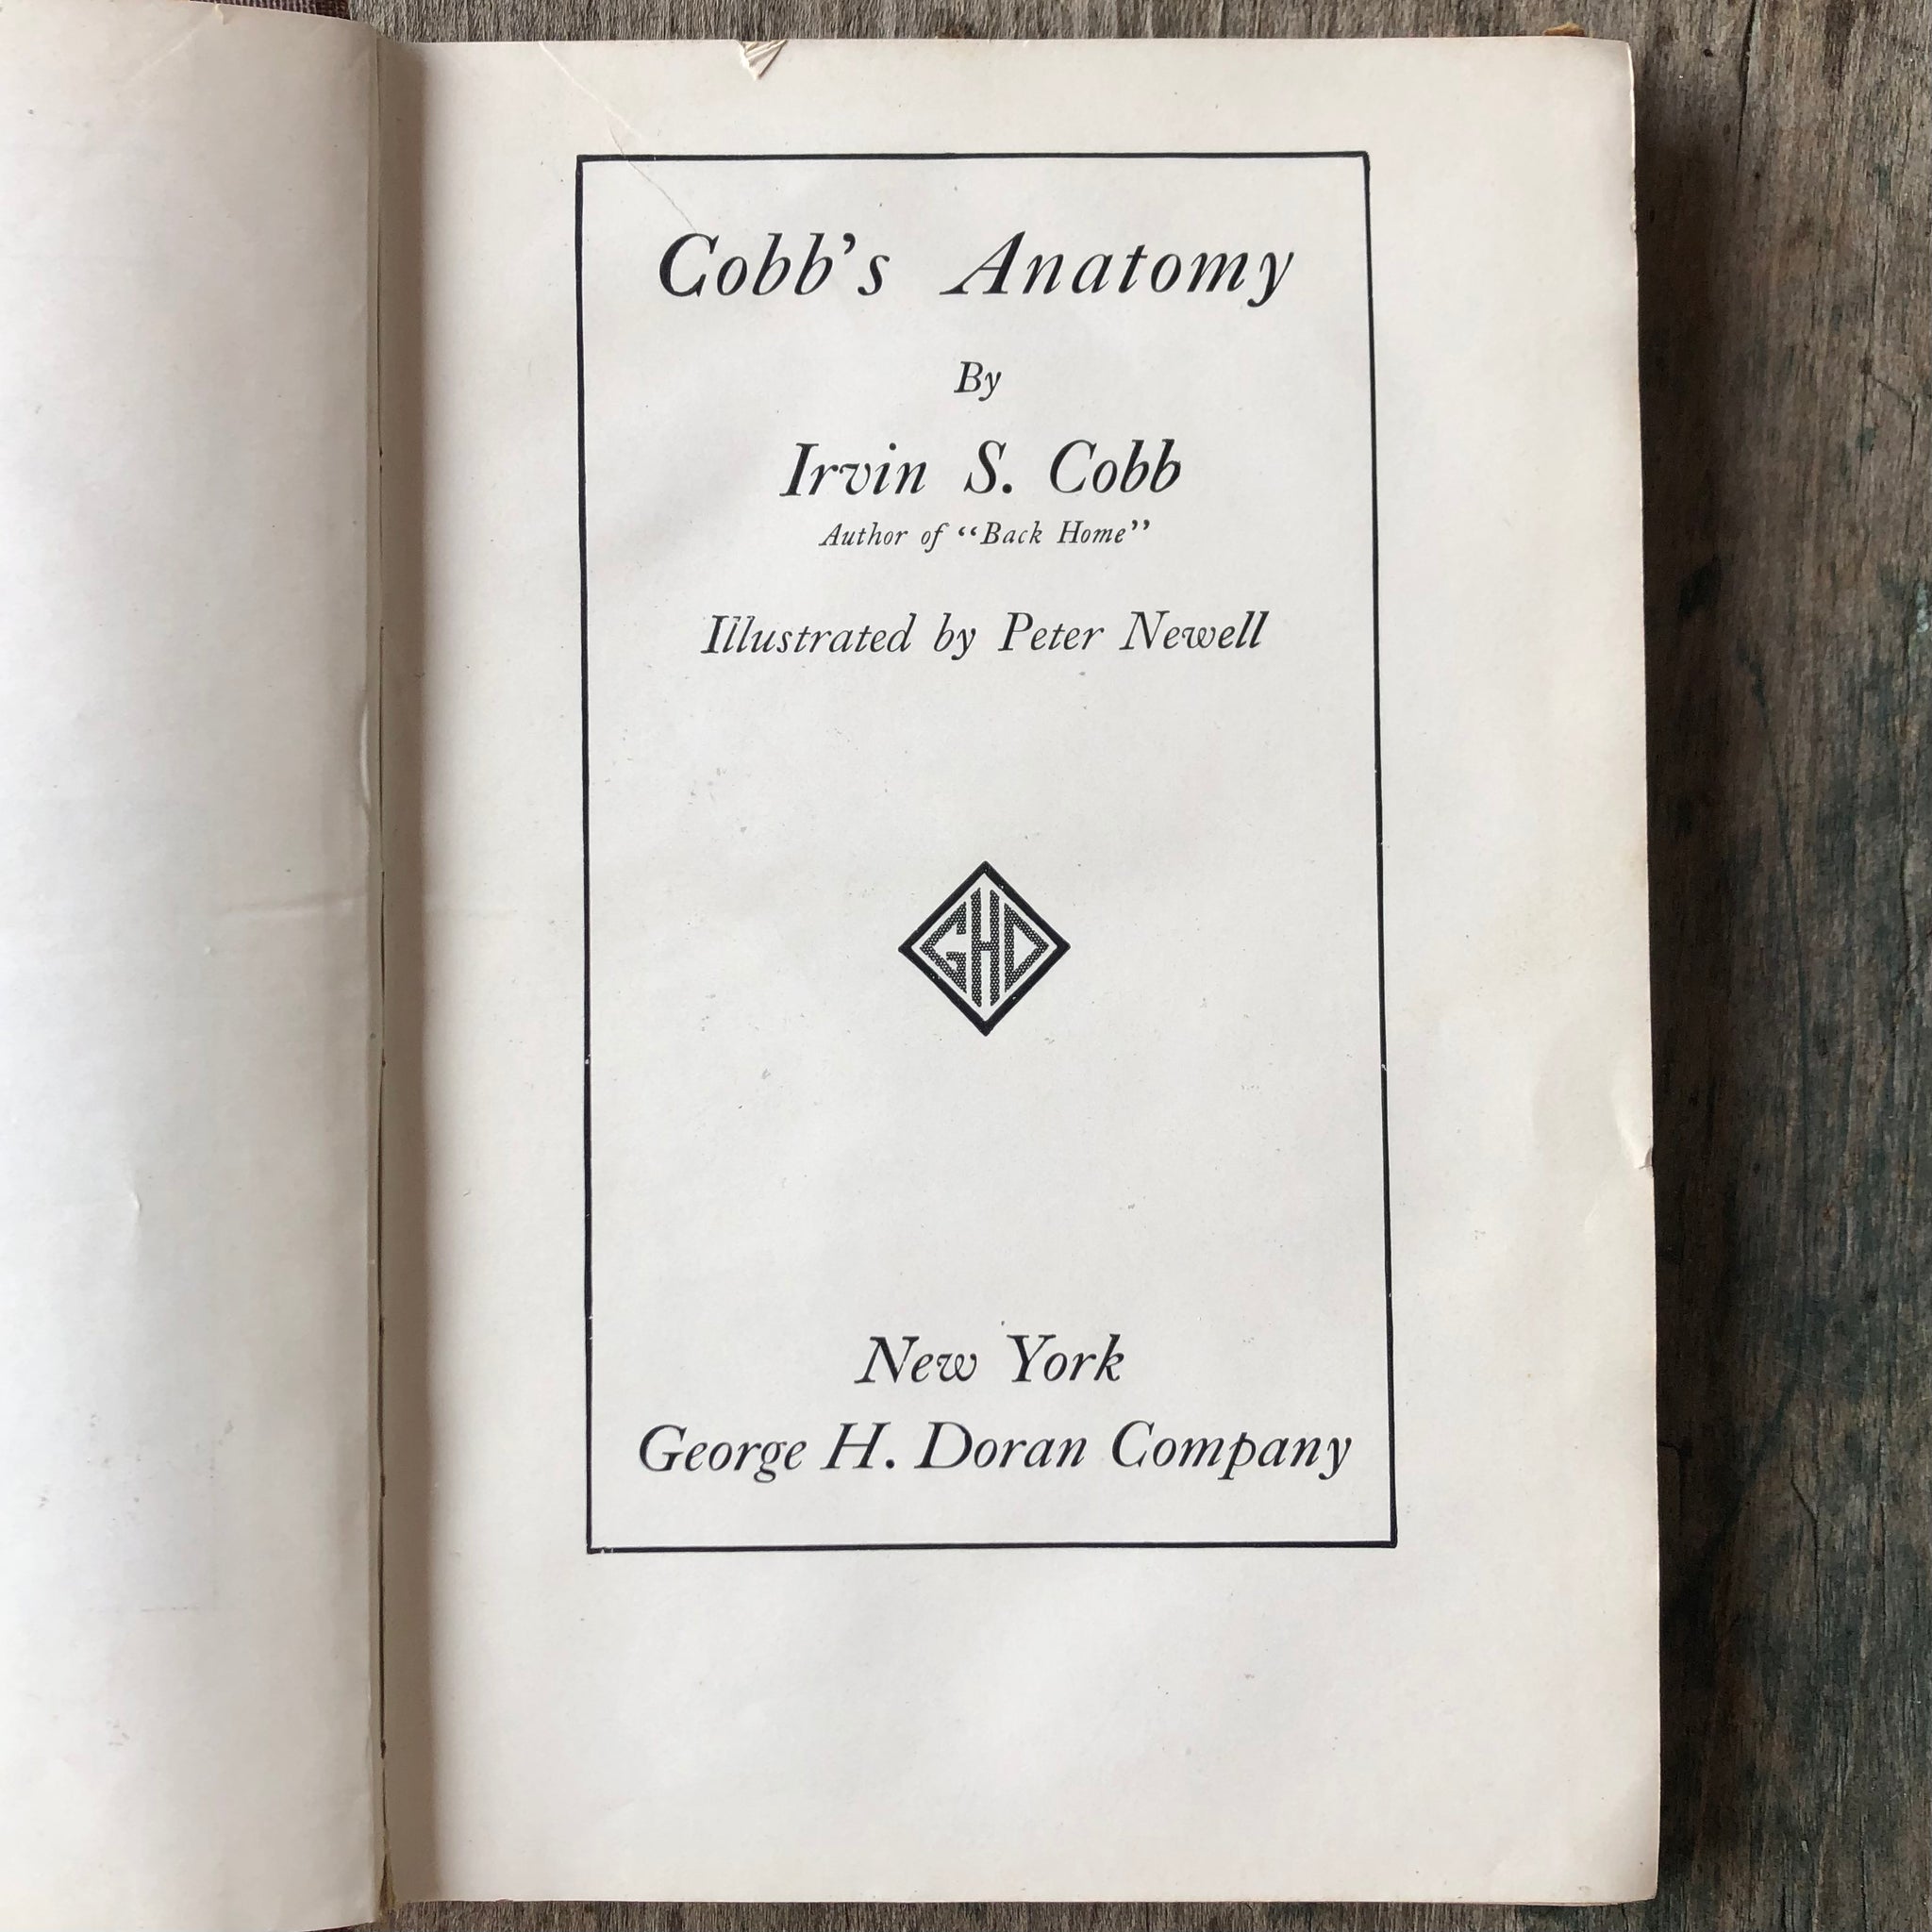 Cobb's Anatomy
By
Irvin S. Cobb
Author of “Back Home”
Illustrated by Peter Newell
GHD
New York
George H. Doran Company